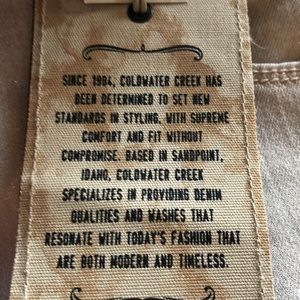 SINCE 1984, COLDWATER CREEK HAS
BEEN DETERMINED TO SET NEW
STANDARDS IN STYLING, WITH SUPREME
COMFORT AND FIT WITHOUT
COMPROMISE. BASED IN SANDPOINT,
IDAHO, COLDWATER CREEK
SPECIALIZES IN PROVIDING DENIM
QUALITIES AND WASHES THAT
RESONATE WITH TODAY'S FASHION THAT
ARE BOTH MODERN AND TIMELESS.